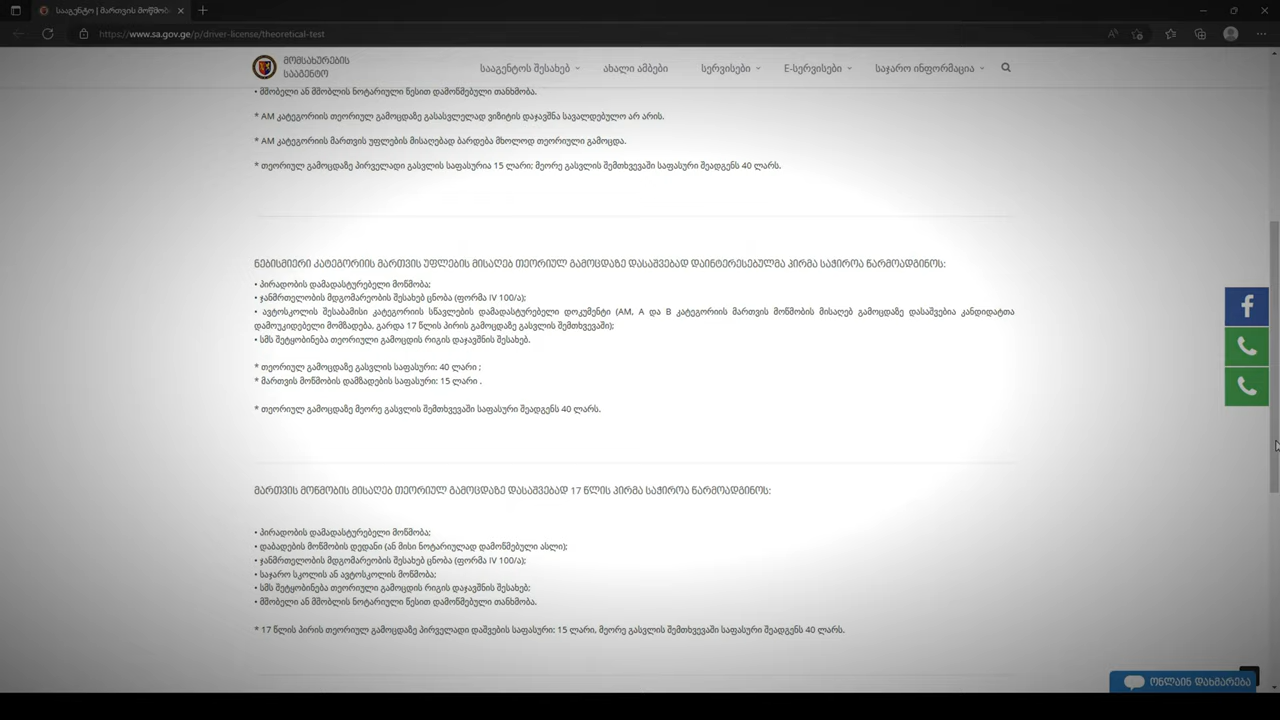 სააგენტო | მართვის მოწმობ
https://www.sa.gov.ge/p/driver-license/theoretical-test
მომსახურების
სააგენტო
სააგენტოს შესახებ
ახალი ამბები
სერვისები
E-სერვისები
საჯარო ინფორმაცია
• მშობელი ან მშობლის ნოტარიული წესით დამოწმებული თანხმობა.
* AM კატეგორიის თეორიულ გამოცდაზე გასასვლელად ვიზიტის დაჯავშნა სავალდებულო არ არის.
* AM კატეგორიის მართვის უფლების მისაღებად ბარდება მხოლოდ თეორიული გამოცდა.
* თეორიულ გამოცდაზე პირველადი გასვლის საფასურია 15 ლარი; მეორე გასვლის შემთხვევაში საფასური შეადგენს 40 ლარს.
ნებისმიერი კატეგორიის მართვის უფლების მისაღებ თეორიულ გამოცდაზე დასაშვებად დაინტერესებულმა პირმა საჭიროა წარმოადგინოს:
• პირადობის დამადასტურებელი მოწმობა;
• ჯანმრთელობის მდგომარეობის შესახებ ცნობა (ფორმა IV 100/ა);
• ავტოსკოლის შესაბამისი კატეგორიის სწავლების დამადასტურებელი დოკუმენტი (AM, A და B კატეგორიის მართვის მოწმობის მისაღებ გამოცდაზე დასაშვებია კანდიდატთა
დამოუკიდებელი მომზადება, გარდა 17 წლის პირის გამოცდაზე გასვლის შემთხვევაში);
• სმს შეტყობინება თეორიული გამოცდის რიგის დაჯავშნის შესახებ.
* თეორიულ გამოცდაზე გასვლის საფასური: 40 ლარი ;
* მართვის მოწმობის დამზადების საფასური: 15 ლარი .
* თეორიულ გამოცდაზე მეორე გასვლის შემთხვევაში საფასური შეადგენს 40 ლარს.
მართვის მოწმობის მისაღებ თეორიულ გამოცდაზე დასაშვებად 17 წლის პირმა საჭიროა წარმოადგინოს:
• პირადობის დამადასტურებელი მოწმობა;
• დაბადების მოწმობის დედანი (ან მისი ნოტარიულად დამოწმებული ასლი);
• ჯანმრთელობის მდგომარეობის შესახებ ცნობა (ფორმა IV 100/ა);
• საჯარო სკოლის ან ავტოსკოლის მოწმობა;
• სმს შეტყობინება თეორიული გამოცდის რიგის დაჯავშნის შესახებ;
• მშობელი ან მშობლის ნოტარიული წესით დამოწმებული თანხმობა.
* 17 წლის პირის თეორიულ გამოცდაზე პირველადი დაშვების საფასური: 15 ლარი, მეორე გასვლის შემთხვევაში საფასური შეადგენს 40 ლარს.
ონლაინ დახმარება